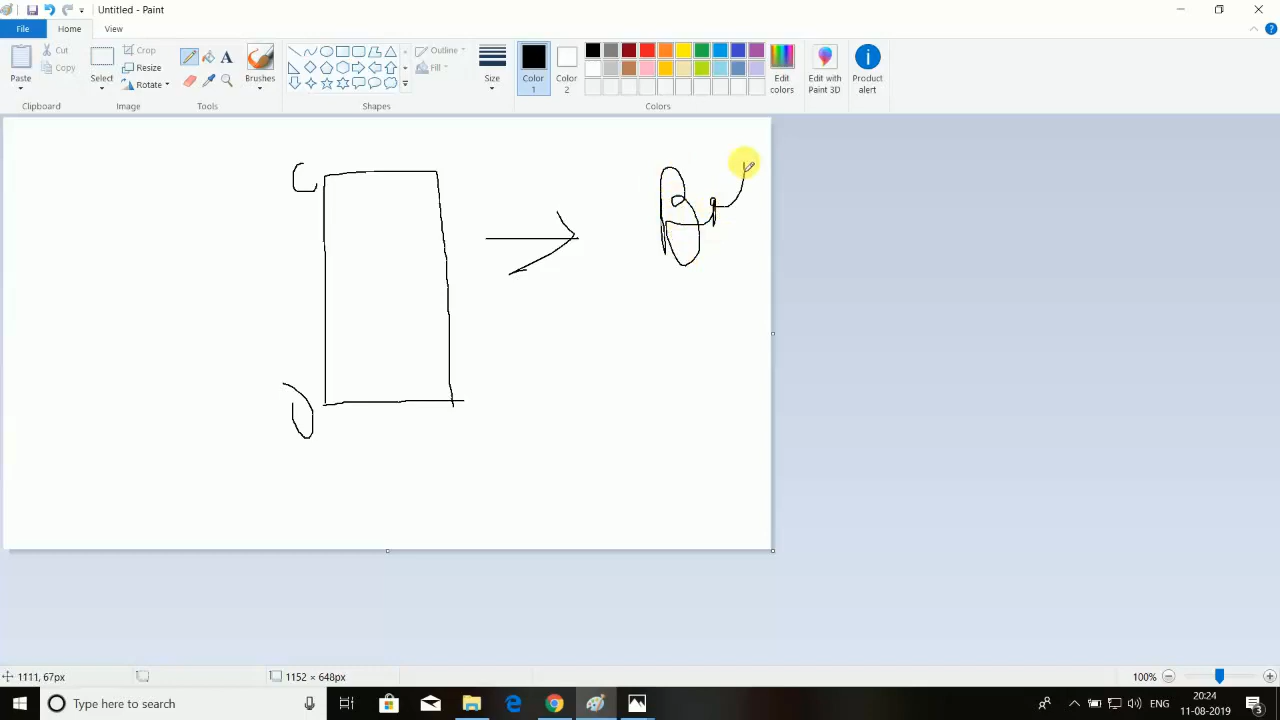 Untitled - Paint
File Home View
Paste
Cut
Copy
Clipboard
Select
Crop
Resize
Rotate
Image
Tools
Brushes
Shapes
Outline
Fill
Size
Color 1
Color 2
Colors
Edit colors
Edit with Paint 3D
Product alert
C
D
1111, 67px
1152 × 648px
100%
Type here to search
ENG
20:24
11-08-2019
3